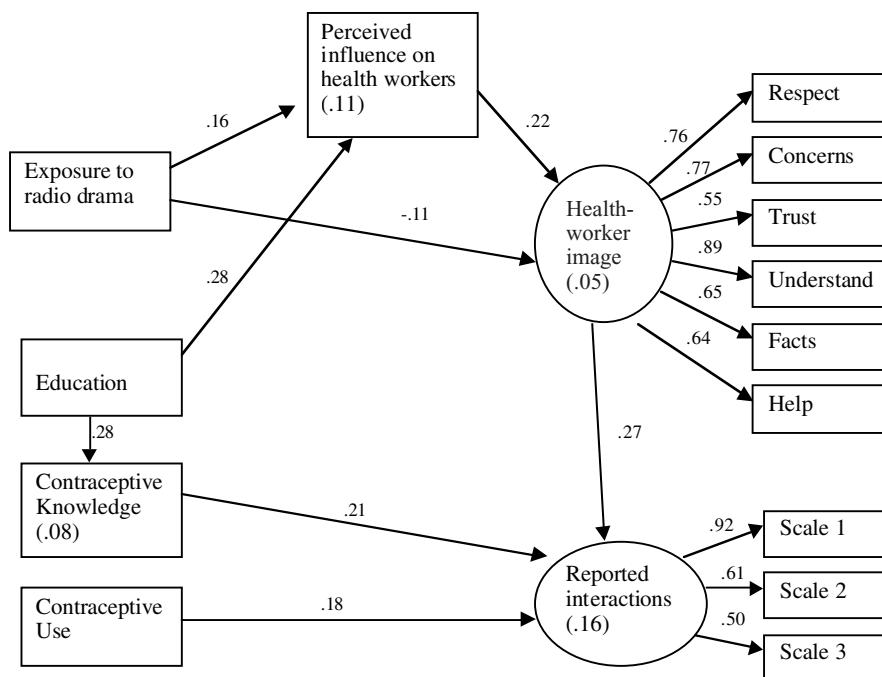 Perceived
influence on
health workers
(.11)
.16
.22
Exposure to
radio drama
-.11
.28
Health-
worker
image
(.05)
.76
.77
.55
.89
.65
.64
Respect
Concerns
Trust
Understand
Facts
Help
Education
.28
.27
Contraceptive
Knowledge
(.08)
.21
Contraceptive
Use
.18
Reported
interactions
(.16)
.92
.61
.50
Scale 1
Scale 2
Scale 3